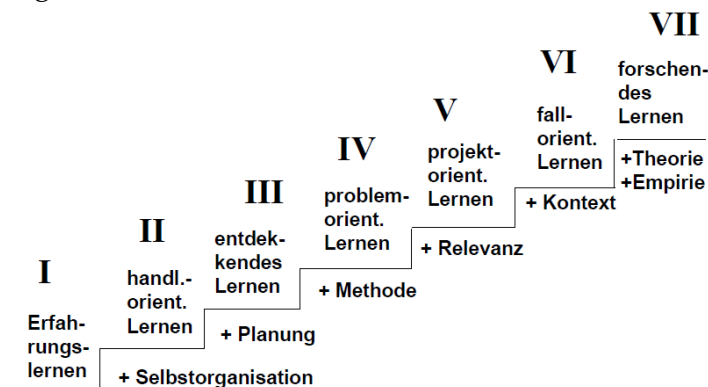 I
Erfah-
rungs-
lernen
II
handl.-
orient.
Lernen
+ Selbstorganisation
III
entdek-
kendes
Lernen
+ Planung
IV
problem-
orient.
Lernen
+ Methode
V
projekt-
orient.
Lernen
+ Relevanz
VI
fall-
orient.
Lernen
+ Kontext
VII
forschen-
des
Lernen
+Theorie
+Empirie